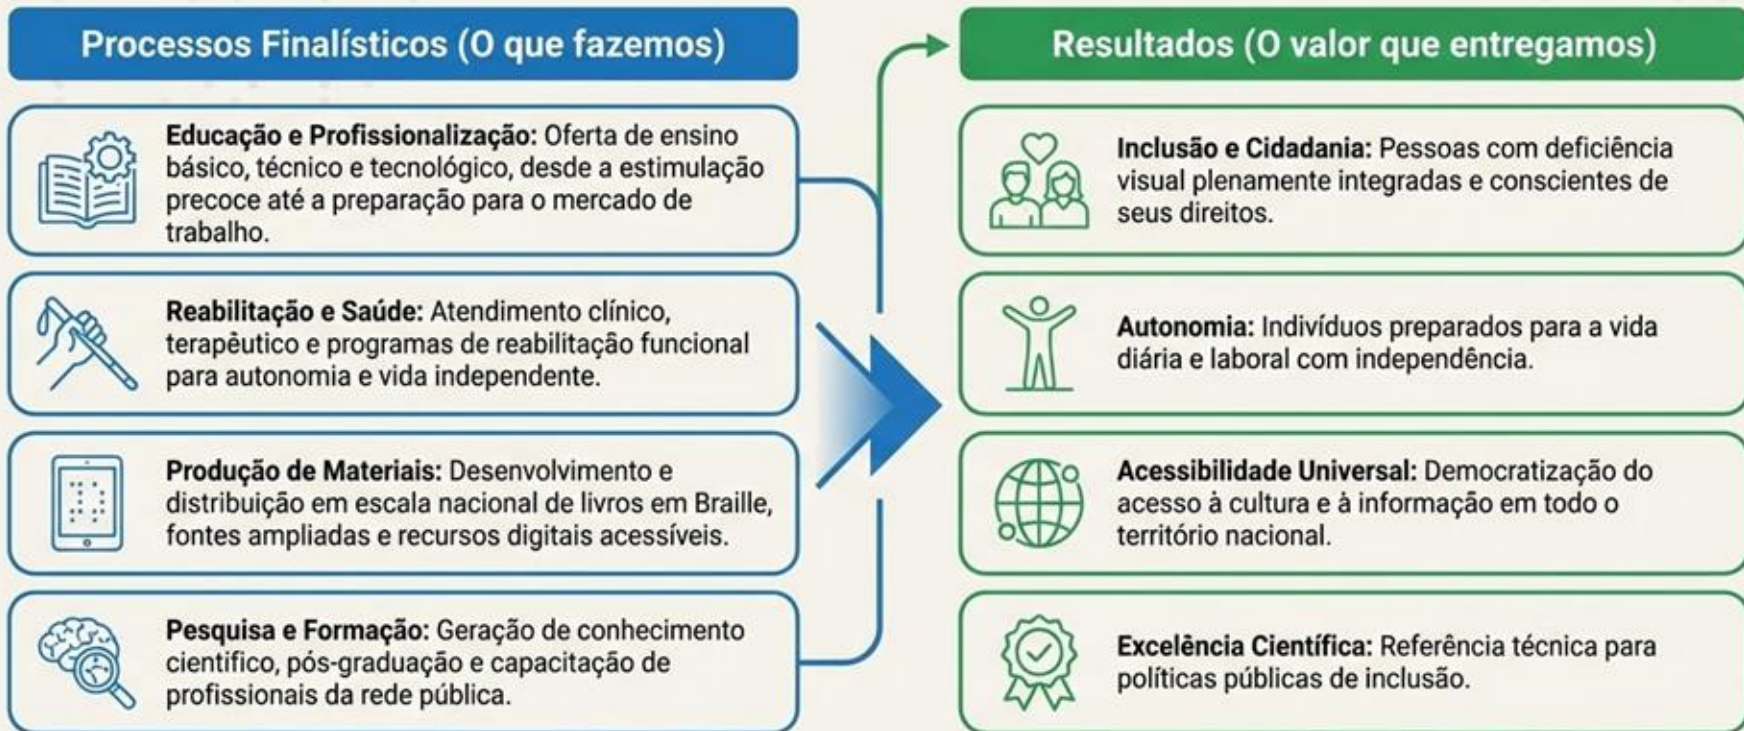 Processos Finalísticos (O que fazemos)
Educação e Profissionalização: Oferta de ensino
básico, técnico e tecnológico, desde a estimulação
precoce até a preparação para o mercado de
trabalho.
Reabilitação e Saúde: Atendimento clínico,
terapêutico e programas de reabilitação funcional
para autonomia e vida independente.
Produção de Materiais: Desenvolvimento e
distribuição em escala nacional de livros em Braille,
fontes ampliadas e recursos digitais acessíveis.
Pesquisa e Formação: Geração de conhecimento
científico, pós-graduação e capacitação de
profissionais da rede pública.
Resultados (O valor que entregamos)
Inclusão e Cidadania: Pessoas com deficiência
visual plenamente integradas e conscientes de
seus direitos.
Autonomia: Indivíduos preparados para a vida
diária e laboral com independência.
Acessibilidade Universal: Democratização do
acesso à cultura e à informação em todo o
território nacional.
Excelência Científica: Referência técnica para
políticas públicas de inclusão.